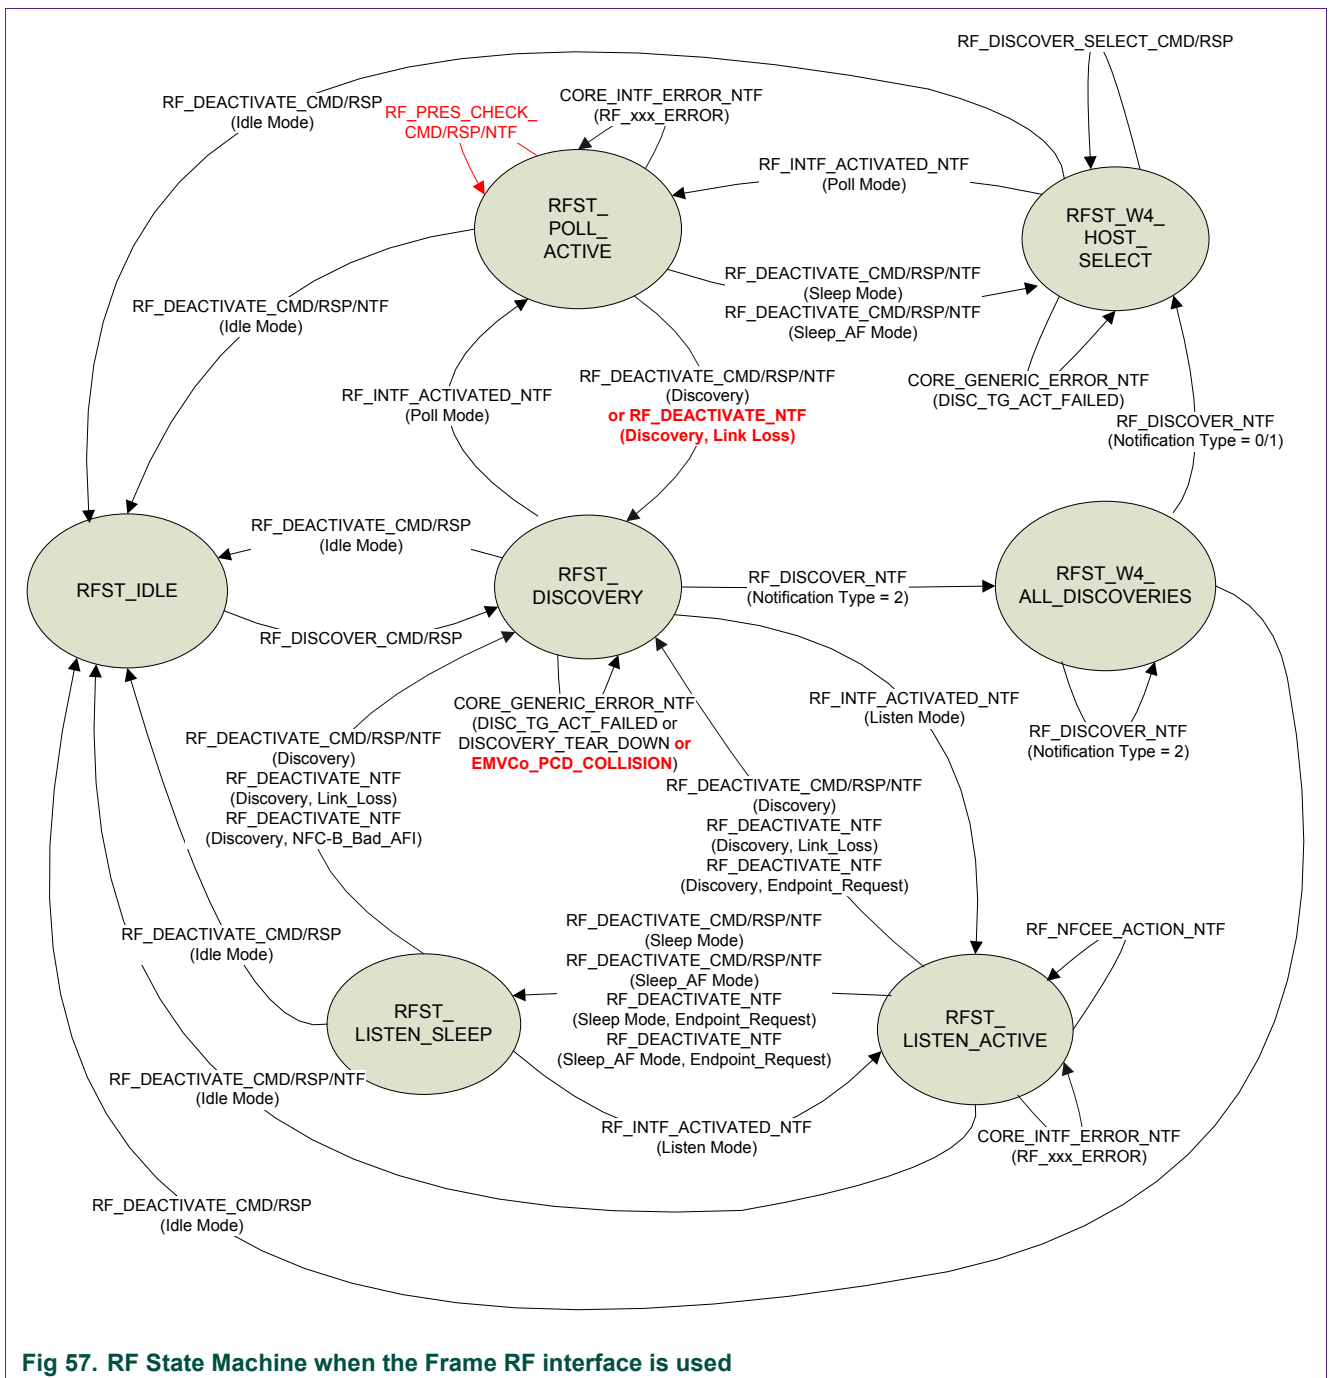 RF_DISCOVER_SELECT_CMD/RSP
RF_DEACTIVATE_CMD/RSP
(Idle Mode)
RF_PRES_CHECK_
CMD/RSP/NTF
CORE_INTF_ERROR_NTF
(RF_xxx_ERROR)
RF_INTF_ACTIVATED_NTF
(Poll Mode)
RFST_
POLL_
ACTIVE
RFST_W4_
HOST_
SELECT
RF_DEACTIVATE_CMD/RSP/NTF
(Sleep Mode)
RF_DEACTIVATE_CMD/RSP/NTF
(Sleep_AF Mode)
RF_DEACTIVATE_CMD/RSP/NTF
(Idle Mode)
RF_INTF_ACTIVATED_NTF
(Poll Mode)
RF_DEACTIVATE_CMD/RSP/NTF
(Discovery)
or RF_DEACTIVATE_NTF
(Discovery, Link Loss)
CORE_GENERIC_ERROR_NTF
(DISC_TG_ACT_FAILED)
RF_DISCOVER_NTF
(Notification Type = 0/1)
RF_DEACTIVATE_CMD/RSP
(Idle Mode)
RFST_IDLE
RFST_
DISCOVERY
RF_DISCOVER_NTF
(Notification Type = 2)
RFST_W4_
ALL_DISCOVERIES
RF_DISCOVER_CMD/RSP
CORE_GENERIC_ERROR_NTF
(DISC_TG_ACT_FAILED or
DISCOVERY_TEAR_DOWN or
EMVCo_PCD_COLLISION)
RF_INTF_ACTIVATED_NTF
(Listen Mode)
RF_DISCOVER_NTF
(Notification Type = 2)
RF_DEACTIVATE_CMD/RSP/NTF
(Discovery)
RF_DEACTIVATE_NTF
(Discovery, Link_Loss)
RF_DEACTIVATE_NTF
(Discovery, NFC-B_Bad_AFI)
RF_DEACTIVATE_CMD/RSP/NTF
(Discovery)
RF_DEACTIVATE_NTF
(Discovery, Link_Loss)
RF_DEACTIVATE_NTF
(Discovery, Endpoint_Request)
RF_DEACTIVATE_CMD/RSP
(Idle Mode)
RF_DEACTIVATE_CMD/RSP/NTF
(Sleep Mode)
RF_DEACTIVATE_CMD/RSP/NTF
(Sleep_AF Mode)
RF_DEACTIVATE_NTF
(Sleep Mode, Endpoint_Request)
RF_DEACTIVATE_NTF
(Sleep_AF Mode, Endpoint_Request)
RF_NFCEE_ACTION_NTF
RFST_
LISTEN_SLEEP
RFST_
LISTEN_ACTIVE
RF_DEACTIVATE_CMD/RSP/NTF
(Idle Mode)
RF_INTF_ACTIVATED_NTF
(Listen Mode)
CORE_INTF_ERROR_NTF
(RF_xxx_ERROR)
RF_DEACTIVATE_CMD/RSP
(Idle Mode)
Fig 57. RF State Machine when the Frame RF interface is used